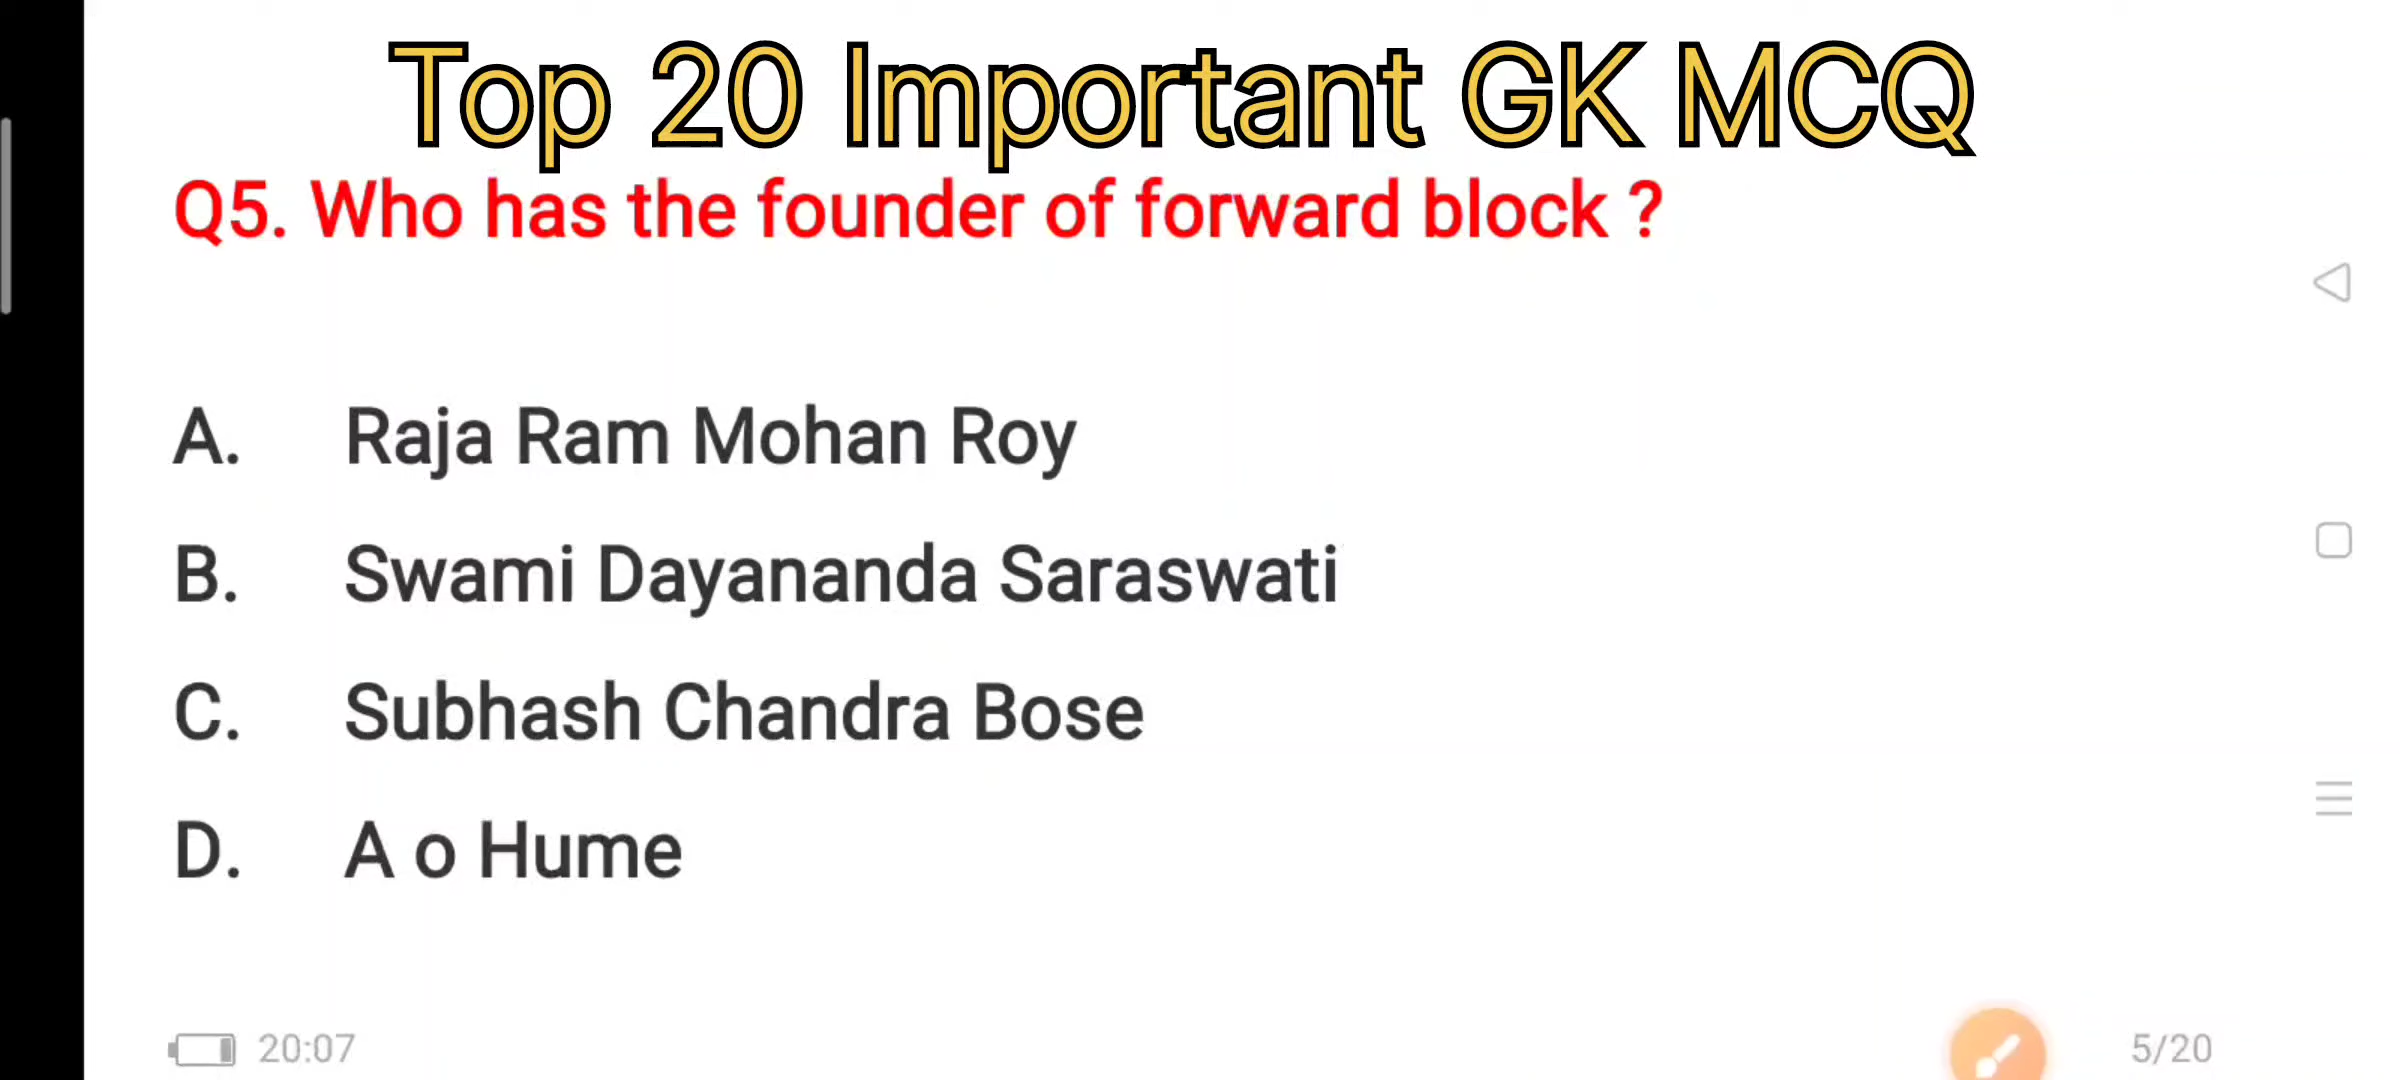 Top 20 Important GK MCQ
Q5. Who has the founder of forward block ?
A. Raja Ram Mohan Roy
B. Swami Dayananda Saraswati
C. Subhash Chandra Bose
D. A o Hume
20:07
5/20